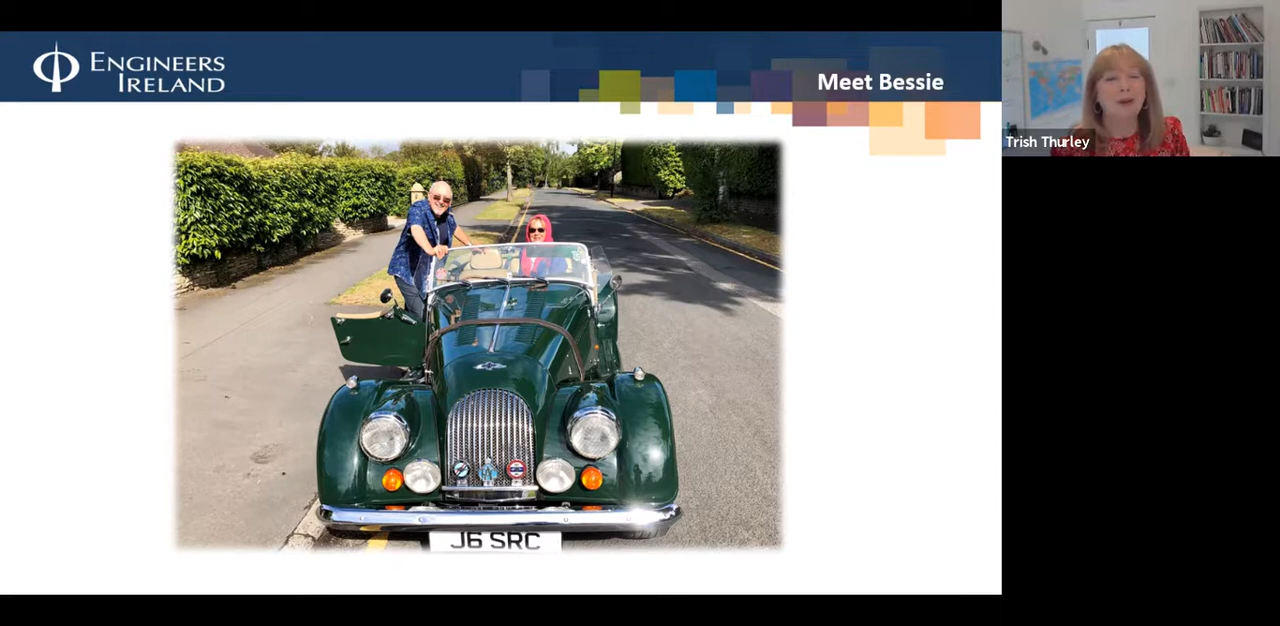 ENGINEERS
IRELAND
Meet Bessie
Trish Thurley
J6 SRC